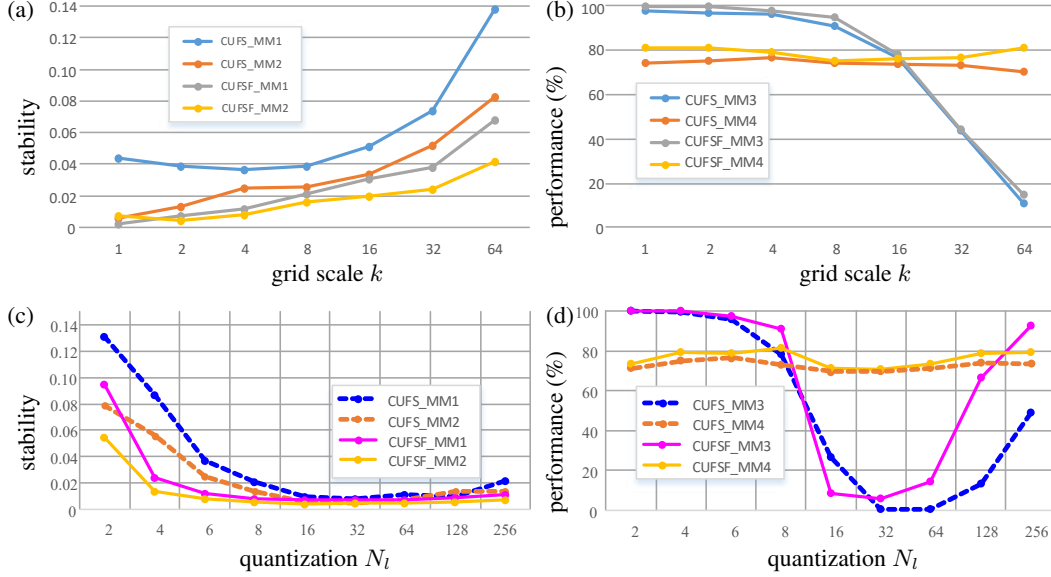 (a)
0.14
0.12
0.10
0.08
0.06
0.04
0.02
0
stability
CUFS_MM1
CUFS_MM2
CUFSF_MM1
CUFSF_MM2
1 2 4 8 16 32 64
grid scale k
(b)
100
80
60
40
20
0
performance (%)
CUFS_MM3
CUFS_MM4
CUFSF_MM3
CUFSF_MM4
1 2 4 8 16 32 64
grid scale k
(c)
0.14
0.12
0.10
0.08
0.06
0.04
0.02
0
stability
CUFS_MM1
CUFS_MM2
CUFSF_MM1
CUFSF_MM2
2 4 6 8 16 32 64 128 256
quantization N_l
(d)
100
80
60
40
20
0
performance (%)
CUFS_MM3
CUFS_MM4
CUFSF_MM3
CUFSF_MM4
2 4 6 8 16 32 64 128 256
quantization N_l